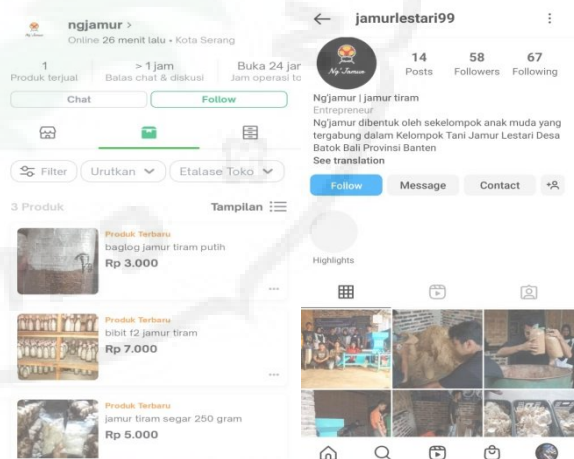 ngjamur >
Online 26 menit lalu • Kota Serang
1
Produk terjual
> 1 jam
Balas chat & diskusi
Buka 24 jar
Jam operasi to
Chat
Follow
Filter
Urutkan
Etalase Toko
3 Produk
Tampilan
Produk Terbaru
baglog jamur tiram putih
Rp 3.000
Produk Terbaru
bibit f2 jamur tiram
Rp 7.000
Produk Terbaru
jamur tiram segar 250 gram
Rp 5.000
jamurlestari99
Ng'Jamur
14
Posts
58
Followers
67
Following
Ng'jamur | jamur tiram
Entrepreneur
Ng'jamur dibentuk oleh sekelompok anak muda yang
tergabung dalam Kelompok Tani Jamur Lestari Desa
Batok Bali Provinsi Banten
See translation
Follow
Message
Contact
Highlights